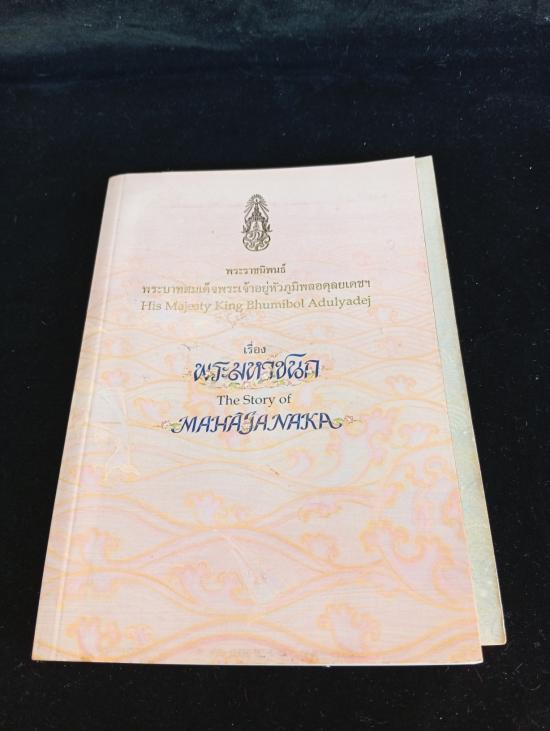 พระราชนิพนธ์
พระบาทสมเด็จพระเจ้าอยู่หัวภูมิพลอดุลยเดชฯ
His Majesty King Bhumibol Adulyadej
เรื่อง
พระมหาชนก
The Story of
MAHĀJANAKA